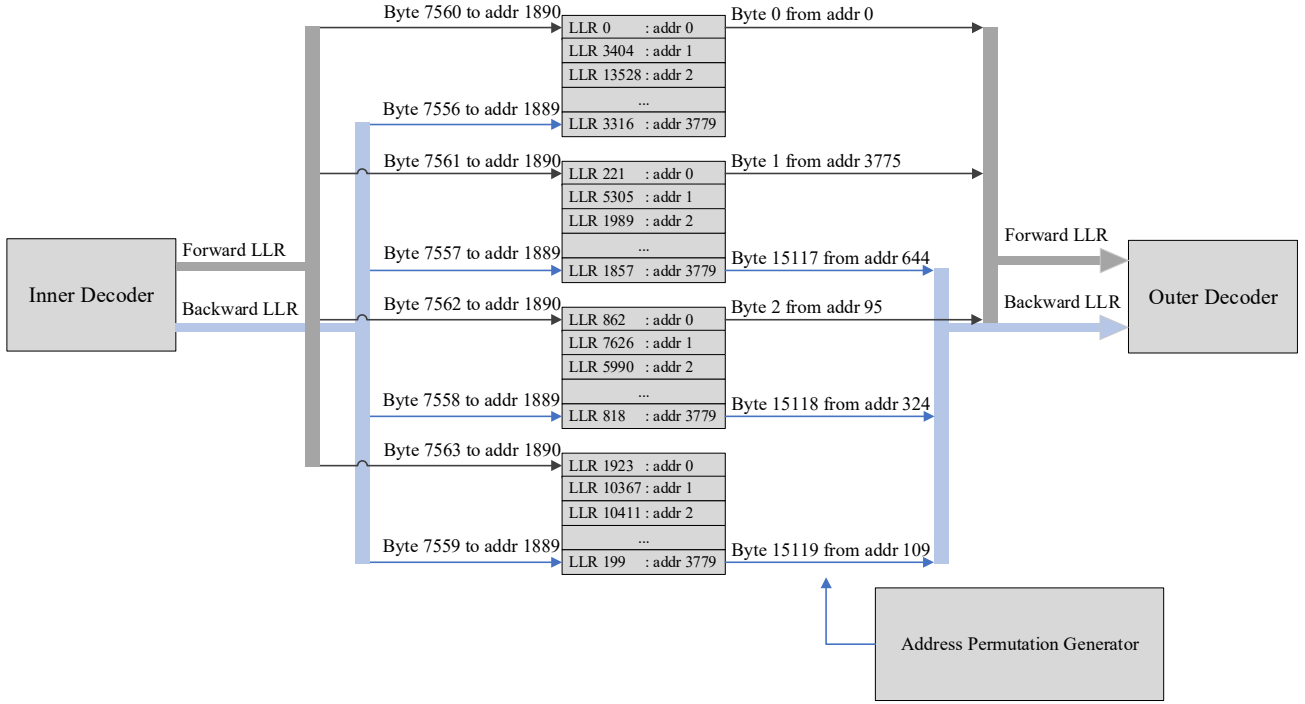 Byte 7560 to addr 1890
Byte 0 from addr 0
LLR 0 : addr 0
LLR 3404 : addr 1
LLR 13528 : addr 2
...
Byte 7556 to addr 1889
LLR 3316 : addr 3779
Byte 7561 to addr 1890
Byte 1 from addr 3775
LLR 221 : addr 0
LLR 5305 : addr 1
LLR 1989 : addr 2
...
Byte 7557 to addr 1889
LLR 1857 : addr 3779
Byte 15117 from addr 644
Inner Decoder
Forward LLR
Backward LLR
Forward LLR
Backward LLR
Outer Decoder
Byte 7562 to addr 1890
Byte 2 from addr 95
LLR 862 : addr 0
LLR 7626 : addr 1
LLR 5990 : addr 2
...
Byte 7558 to addr 1889
LLR 818 : addr 3779
Byte 15118 from addr 324
Byte 7563 to addr 1890
LLR 1923 : addr 0
LLR 10367 : addr 1
LLR 10411 : addr 2
...
Byte 7559 to addr 1889
LLR 199 : addr 3779
Byte 15119 from addr 109
Address Permutation Generator